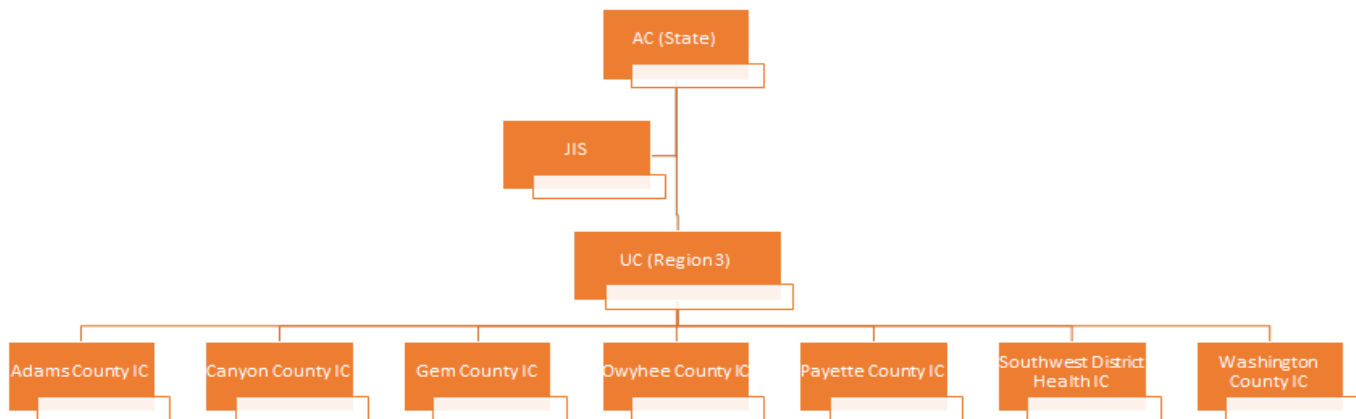 AC (State)
JIS
UC (Region 3)
Adams County IC
Canyon County IC
Gem County IC
Owyhee County IC
Payette County IC
Southwest District
Health IC
Washington
County IC